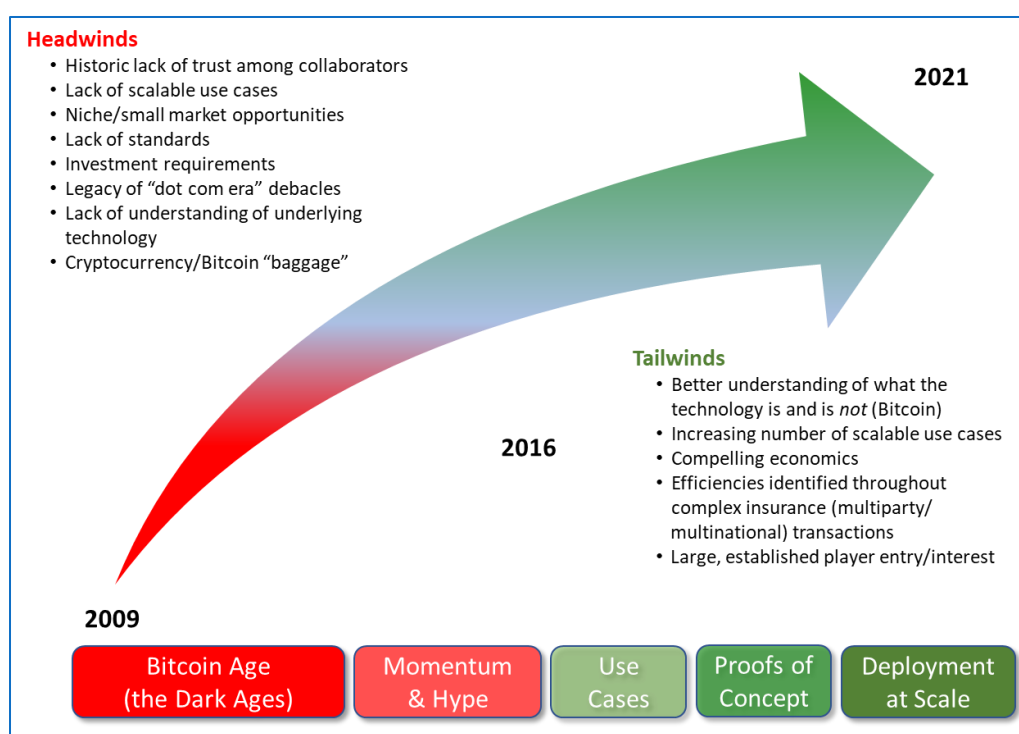 Headwinds
• Historic lack of trust among collaborators
• Lack of scalable use cases
• Niche/small market opportunities
• Lack of standards
• Investment requirements
• Legacy of “dot com era” debacles
• Lack of understanding of underlying
technology
• Cryptocurrency/Bitcoin “baggage”
2021
Tailwinds
• Better understanding of what the
technology is and is not (Bitcoin)
• Increasing number of scalable use cases
• Compelling economics
• Efficiencies identified throughout
complex insurance (multiparty/
multinational) transactions
• Large, established player entry/interest
2016
2009
Bitcoin Age
(the Dark Ages)
Momentum
& Hype
Use
Cases
Proofs of
Concept
Deployment
at Scale